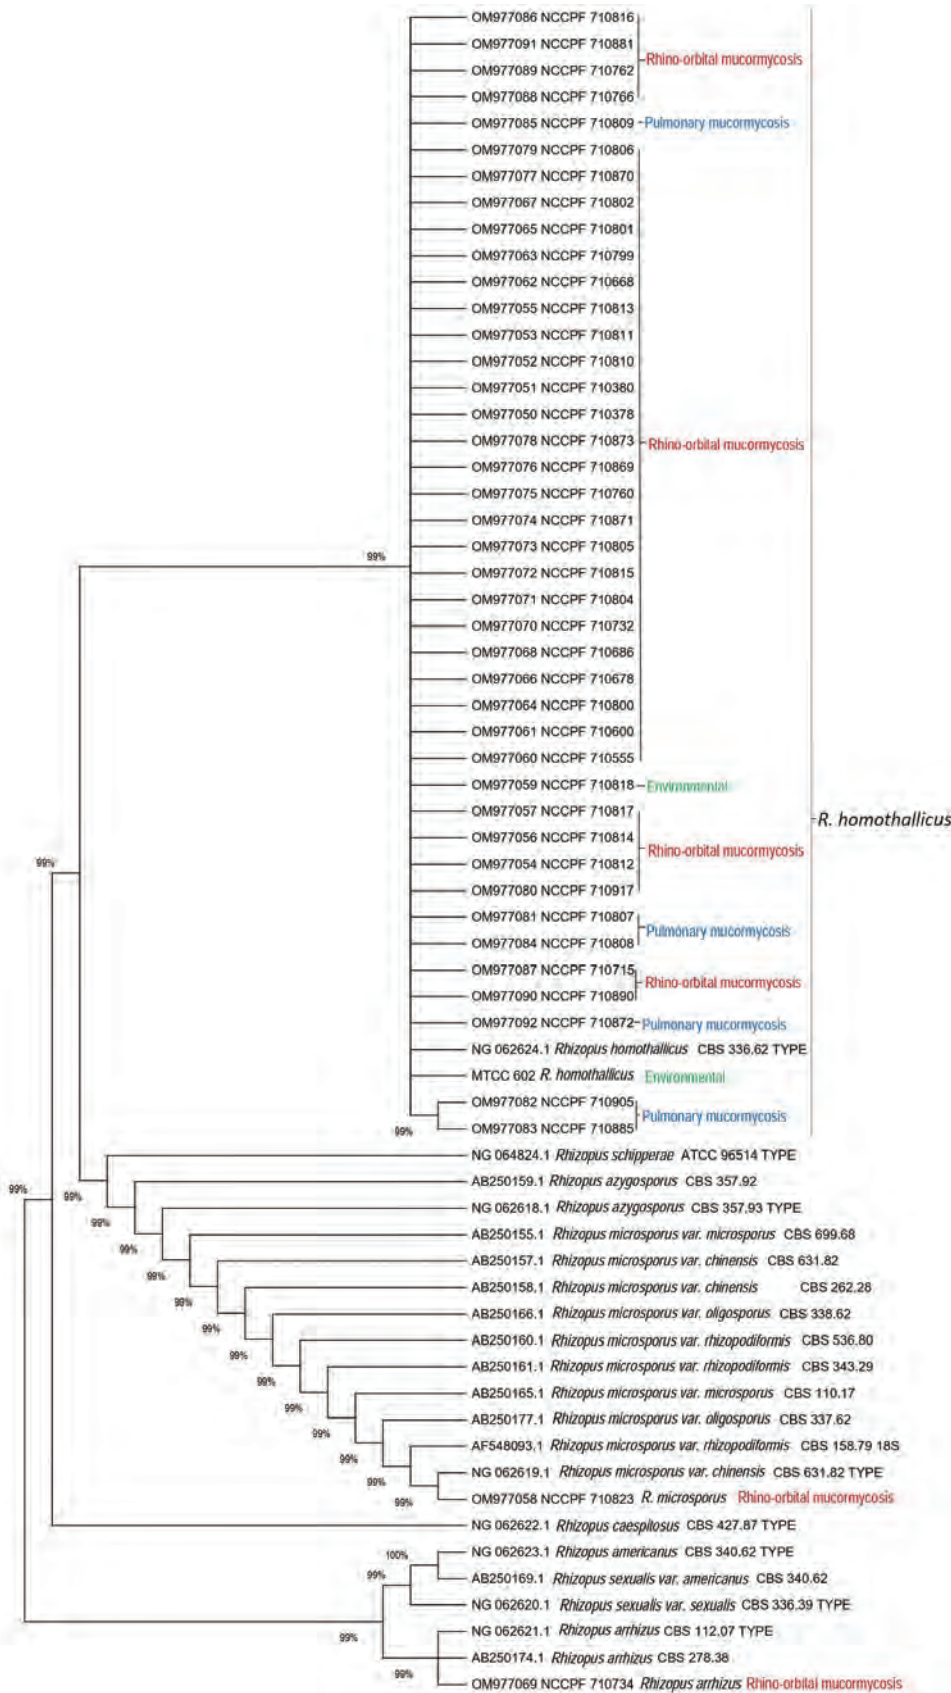 OM977086 NCCPF 710816
OM977091 NCCPF 710881
Rhino-orbital mucormycosis
OM977089 NCCPF 710762
OM977088 NCCPF 710766
OM977085 NCCPF 710809 Pulmonary mucormycosis
OM977079 NCCPF 710806
OM977077 NCCPF 710870
OM977067 NCCPF 710802
OM977065 NCCPF 710801
OM977063 NCCPF 710799
OM977062 NCCPF 710668
OM977055 NCCPF 710813
OM977053 NCCPF 710811
OM977052 NCCPF 710810
OM977051 NCCPF 710380
OM977050 NCCPF 710378
OM977078 NCCPF 710873 Rhino-orbital mucormycosis
OM977076 NCCPF 710869
OM977075 NCCPF 710760
OM977074 NCCPF 710871
OM977073 NCCPF 710805
99%
OM977072 NCCPF 710815
OM977071 NCCPF 710804
OM977070 NCCPF 710732
OM977068 NCCPF 710686
OM977066 NCCPF 710678
OM977064 NCCPF 710800
OM977061 NCCPF 710600
OM977060 NCCPF 710555
OM977059 NCCPF 710818 Environmental
OM977057 NCCPF 710817
R. homothallicus
OM977056 NCCPF 710814
Rhino-orbital mucormycosis
99%
OM977054 NCCPF 710812
OM977080 NCCPF 710917
OM977081 NCCPF 710807
Pulmonary mucormycosis
OM977084 NCCPF 710808
OM977087 NCCPF 710715
Rhino-orbital mucormycosis
OM977090 NCCPF 710890
OM977092 NCCPF 710872 Pulmonary mucormycosis
NG 062624.1 Rhizopus homothallicus CBS 336.62 TYPE
MTCC 602 R. homothallicus Environmental
OM977082 NCCPF 710905
Pulmonary mucormycosis
99%
OM977083 NCCPF 710885
NG 064824.1 Rhizopus schipperae ATCC 96514 TYPE
AB250159.1 Rhizopus azygosporus CBS 357.92
99%
99%
NG 062618.1 Rhizopus azygosporus CBS 357.93 TYPE
99%
AB250155.1 Rhizopus microsporus var. microsporus CBS 699.68
99%
AB250157.1 Rhizopus microsporus var. chinensis CBS 631.82
99%
AB250158.1 Rhizopus microsporus var. chinensis CBS 262.28
99%
AB250166.1 Rhizopus microsporus var. oligosporus CBS 338.62
99%
AB250160.1 Rhizopus microsporus var. rhizopodiformis CBS 536.80
99%
AB250161.1 Rhizopus microsporus var. rhizopodiformis CBS 343.29
99%
AB250165.1 Rhizopus microsporus var. microsporus CBS 110.17
99%
AB250177.1 Rhizopus microsporus var. oligosporus CBS 337.62
99%
AF548093.1 Rhizopus microsporus var. rhizopodiformis CBS 158.79 18S
99%
NG 062619.1 Rhizopus microsporus var. chinensis CBS 631.82 TYPE
99%
OM977058 NCCPF 710823 R. microsporus Rhino-orbital mucormycosis
NG 062622.1 Rhizopus caespitosus CBS 427.87 TYPE
100%
NG 062623.1 Rhizopus americanus CBS 340.62 TYPE
99%
AB250169.1 Rhizopus sexualis var. americanus CBS 340.62
NG 062620.1 Rhizopus sexualis var. sexualis CBS 336.39 TYPE
99%
NG 062621.1 Rhizopus arrhizus CBS 112.07 TYPE
AB250174.1 Rhizopus arrhizus CBS 278.38
99%
OM977069 NCCPF 710734 Rhizopus arrhizus Rhino-orbital mucormycosis